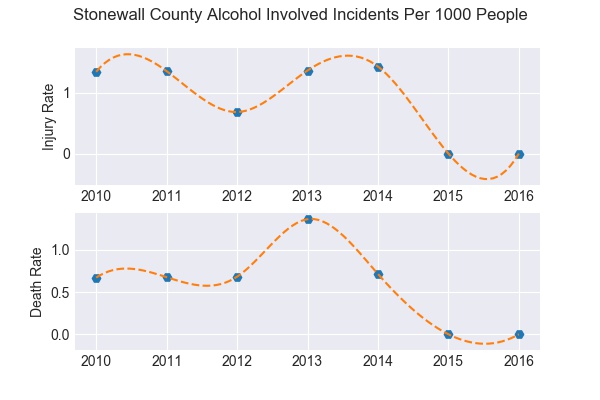 Stonewall County Alcohol Involved Incidents Per 1000 People
Injury Rate
1
0
2010 2011 2012 2013 2014 2015 2016
Death Rate
1.0
0.5
0.0
2010 2011 2012 2013 2014 2015 2016